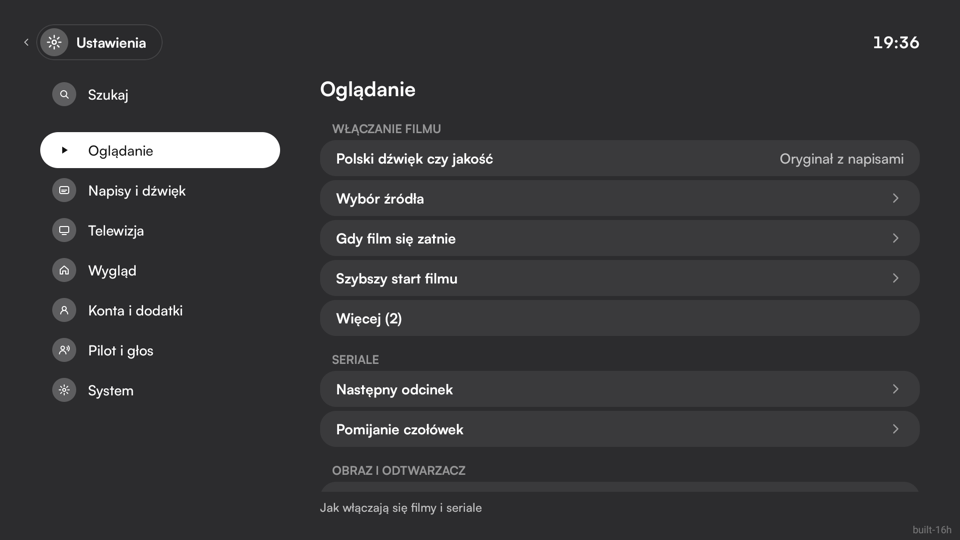 Ustawienia
19:36
Szukaj
Oglądanie
Napisy i dźwięk
Telewizja
Wygląd
Konta i dodatki
Pilot i głos
System
Oglądanie
WŁĄCZANIE FILMU
Polski dźwięk czy jakość Oryginał z napisami
Wybór źródła
Gdy film się zatnie
Szybszy start filmu
Więcej (2)
SERIALE
Następny odcinek
Pomijanie czołówek
OBRAZ I ODTWARZACZ
Jak włączają się filmy i seriale
built-16h